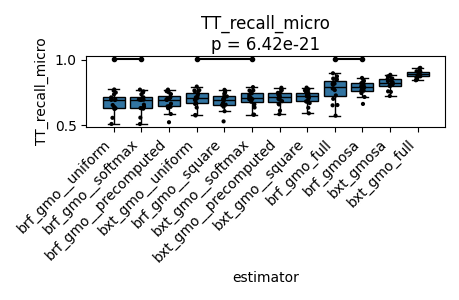 TT_recall_micro
p = 6.42e-21
TT_recall_micro
1.0
0.5
brf_gmo__uniform
brf_gmo__softmax
brf_gmo__precomputed
bxt_gmo__uniform
brf_gmo__square
bxt_gmo__softmax
bxt_gmo__precomputed
bxt_gmo__square
brf_gmo_full
brf_gmosa
bxt_gmosa
bxt_gmo_full
estimator